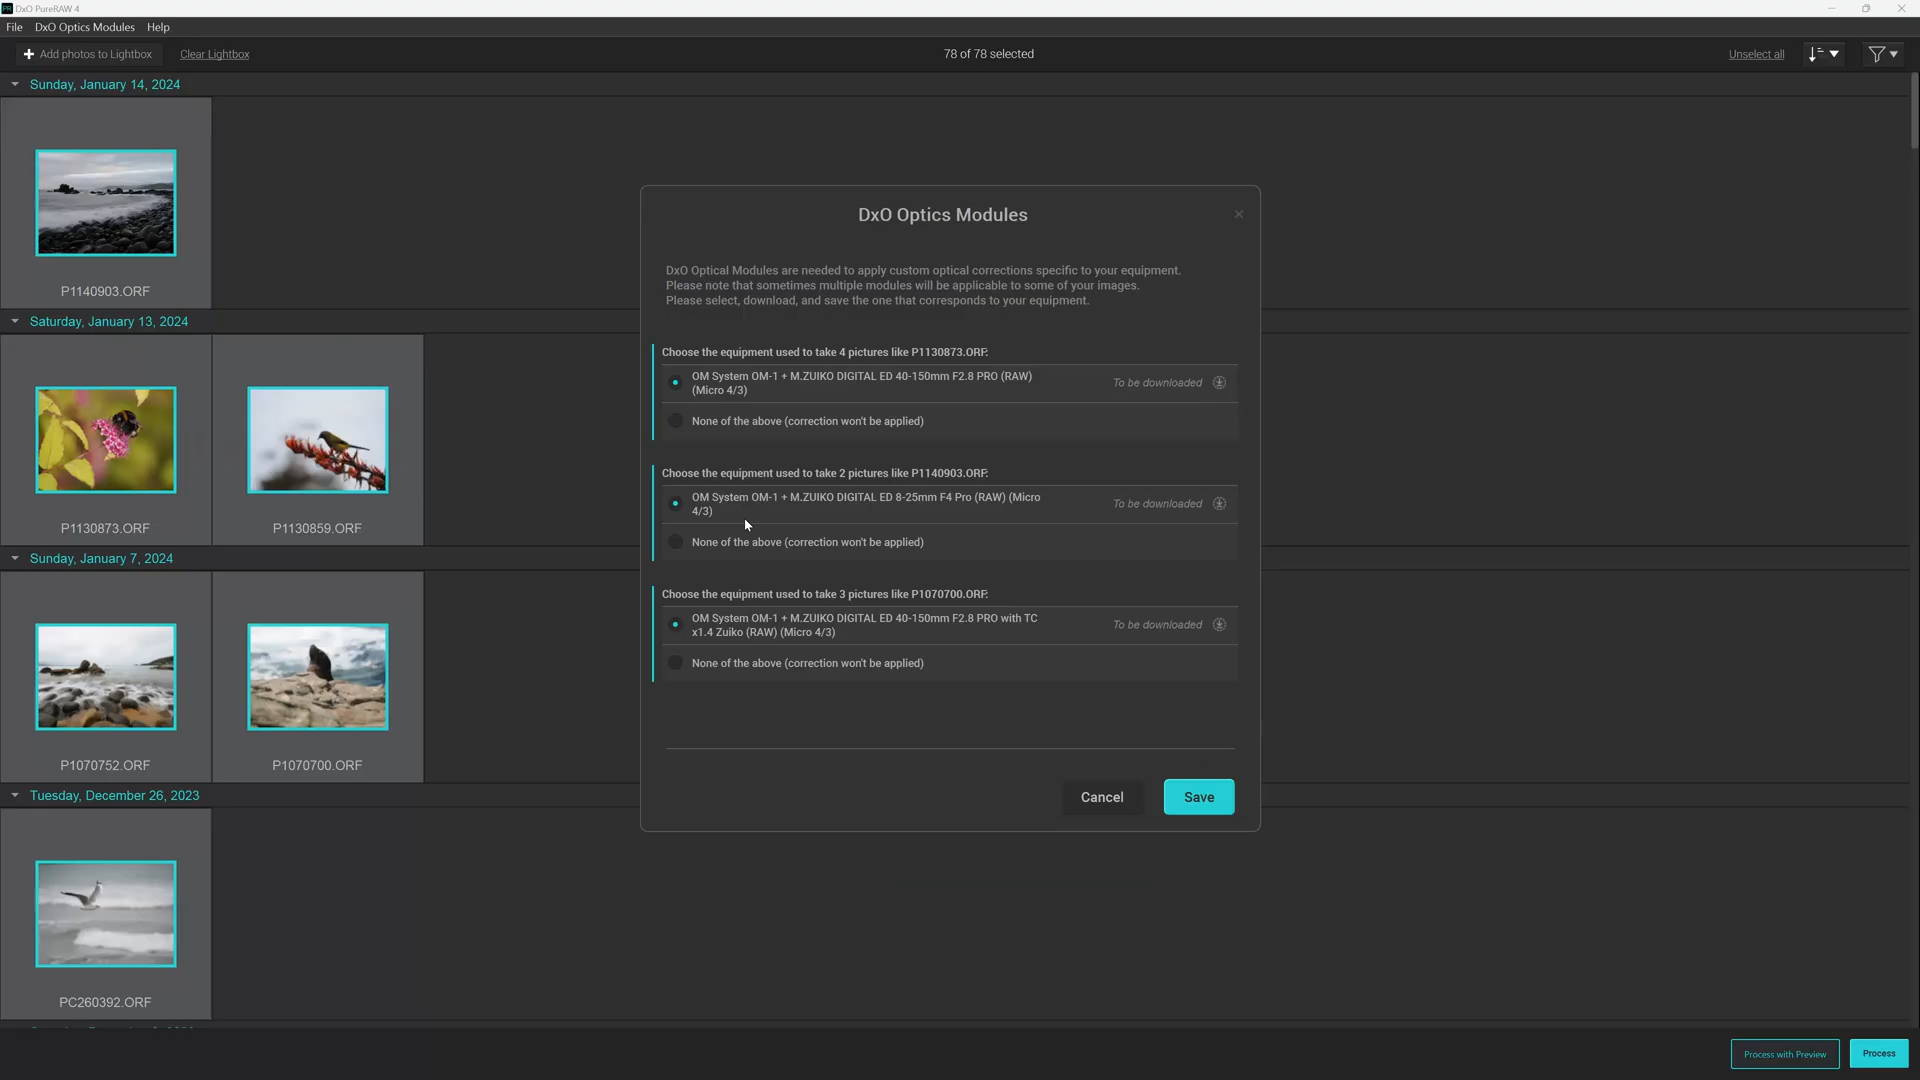 PR DxO PureRAW 4
File DxO Optics Modules Help
+ Add photos to Lightbox Clear Lightbox 78 of 78 selected Unselect all
Sunday, January 14, 2024
P1140903.ORF
Saturday, January 13, 2024
P1130873.ORF P1130859.ORF
Sunday, January 7, 2024
P1070752.ORF P1070700.ORF
Tuesday, December 26, 2023
PC260392.ORF
DxO Optics Modules
DxO Optical Modules are needed to apply custom optical corrections specific to your equipment.
Please note that sometimes multiple modules will be applicable to some of your images.
Please select, download, and save the one that corresponds to your equipment.
Choose the equipment used to take 4 pictures like P1130873.ORF:
OM System OM-1 + M.ZUIKO DIGITAL ED 40-150mm F2.8 PRO (RAW)
(Micro 4/3)
To be downloaded
None of the above (correction won't be applied)
Choose the equipment used to take 2 pictures like P1140903.ORF:
OM System OM-1 + M.ZUIKO DIGITAL ED 8-25mm F4 Pro (RAW) (Micro
4/3)
To be downloaded
None of the above (correction won't be applied)
Choose the equipment used to take 3 pictures like P1070700.ORF:
OM System OM-1 + M.ZUIKO DIGITAL ED 40-150mm F2.8 PRO with TC
x1.4 Zuiko (RAW) (Micro 4/3)
To be downloaded
None of the above (correction won't be applied)
Cancel Save
Process with Preview Process